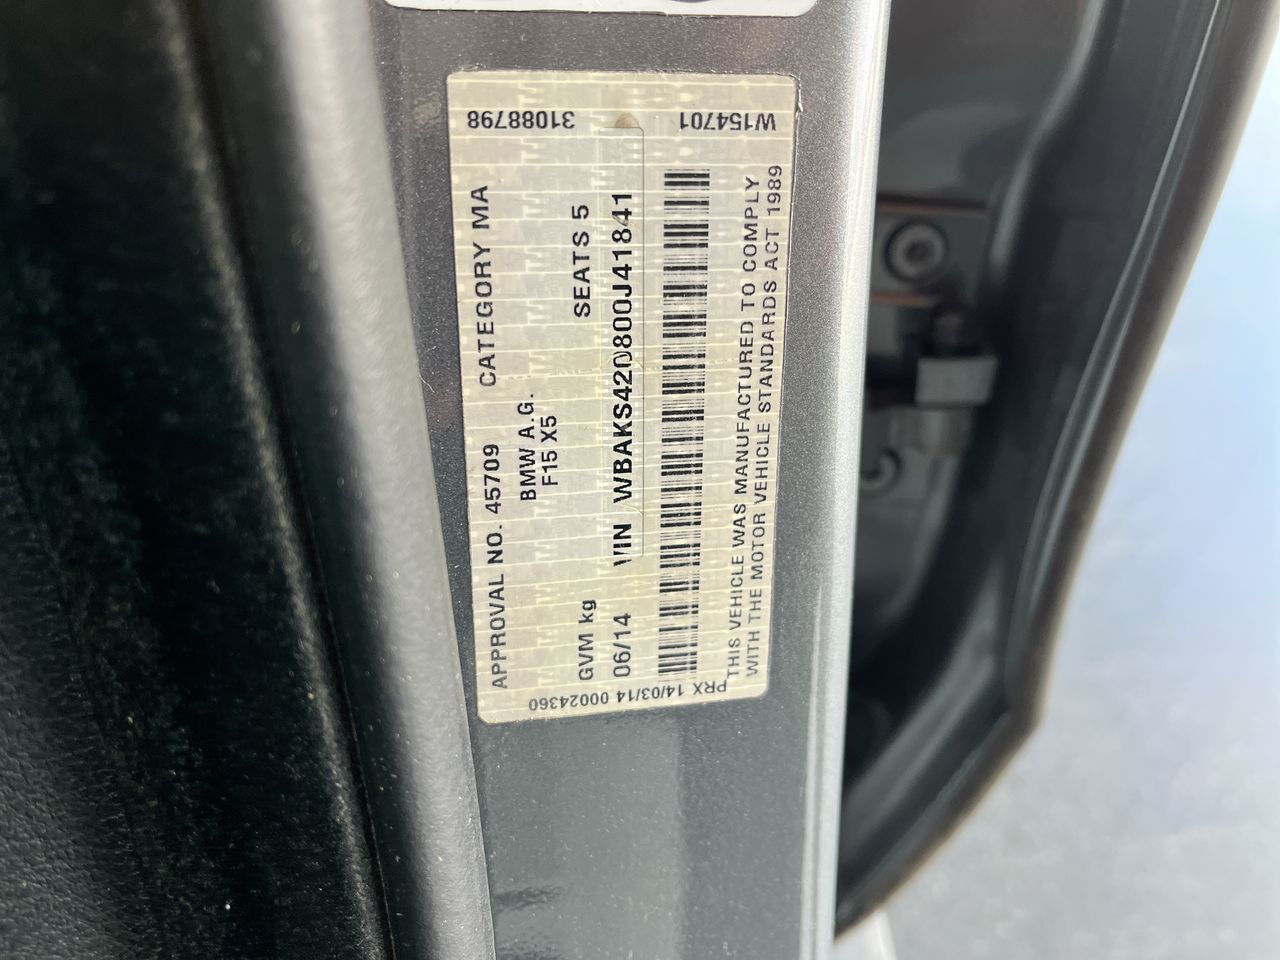 APPROVAL NO. 45709 CATEGORY MA
BMW A.G.
F15 X5
GVM kg SEATS 5
06/14 VIN WBAKS420800J41841
THIS VEHICLE WAS MANUFACTURED TO COMPLY
WITH THE MOTOR VEHICLE STANDARDS ACT 1989
PRX 14/03/14 00024360
W154701 31088798